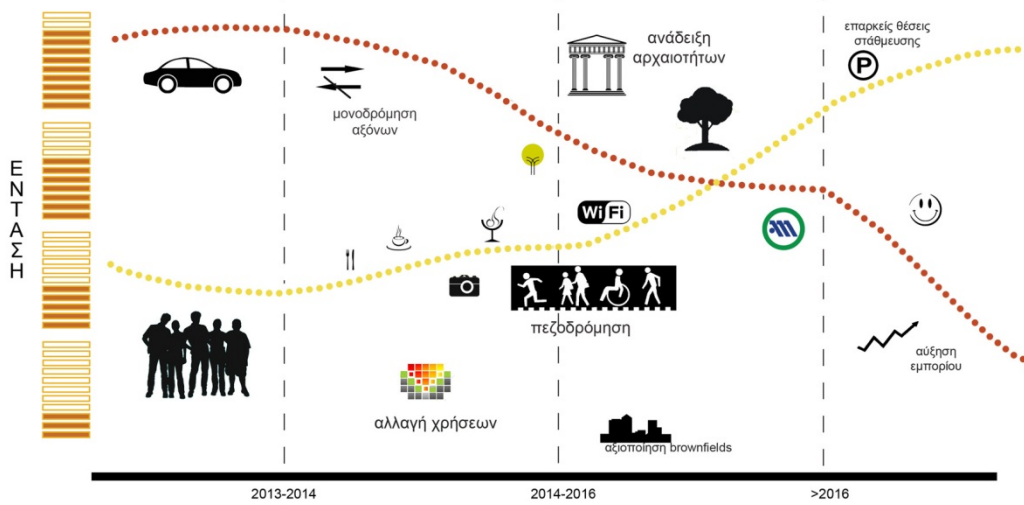 ΕΝΤΑΣΗ
επαρκείς θέσεις
στάθμευσης
P
ανάδειξη
αρχαιοτήτων
μονοδρόμηση
αξόνων
WiFi
πεζοδρόμηση
αύξηση
εμπορίου
αλλαγή χρήσεων
αξιοποίηση brownfields
2013-2014
2014-2016
>2016